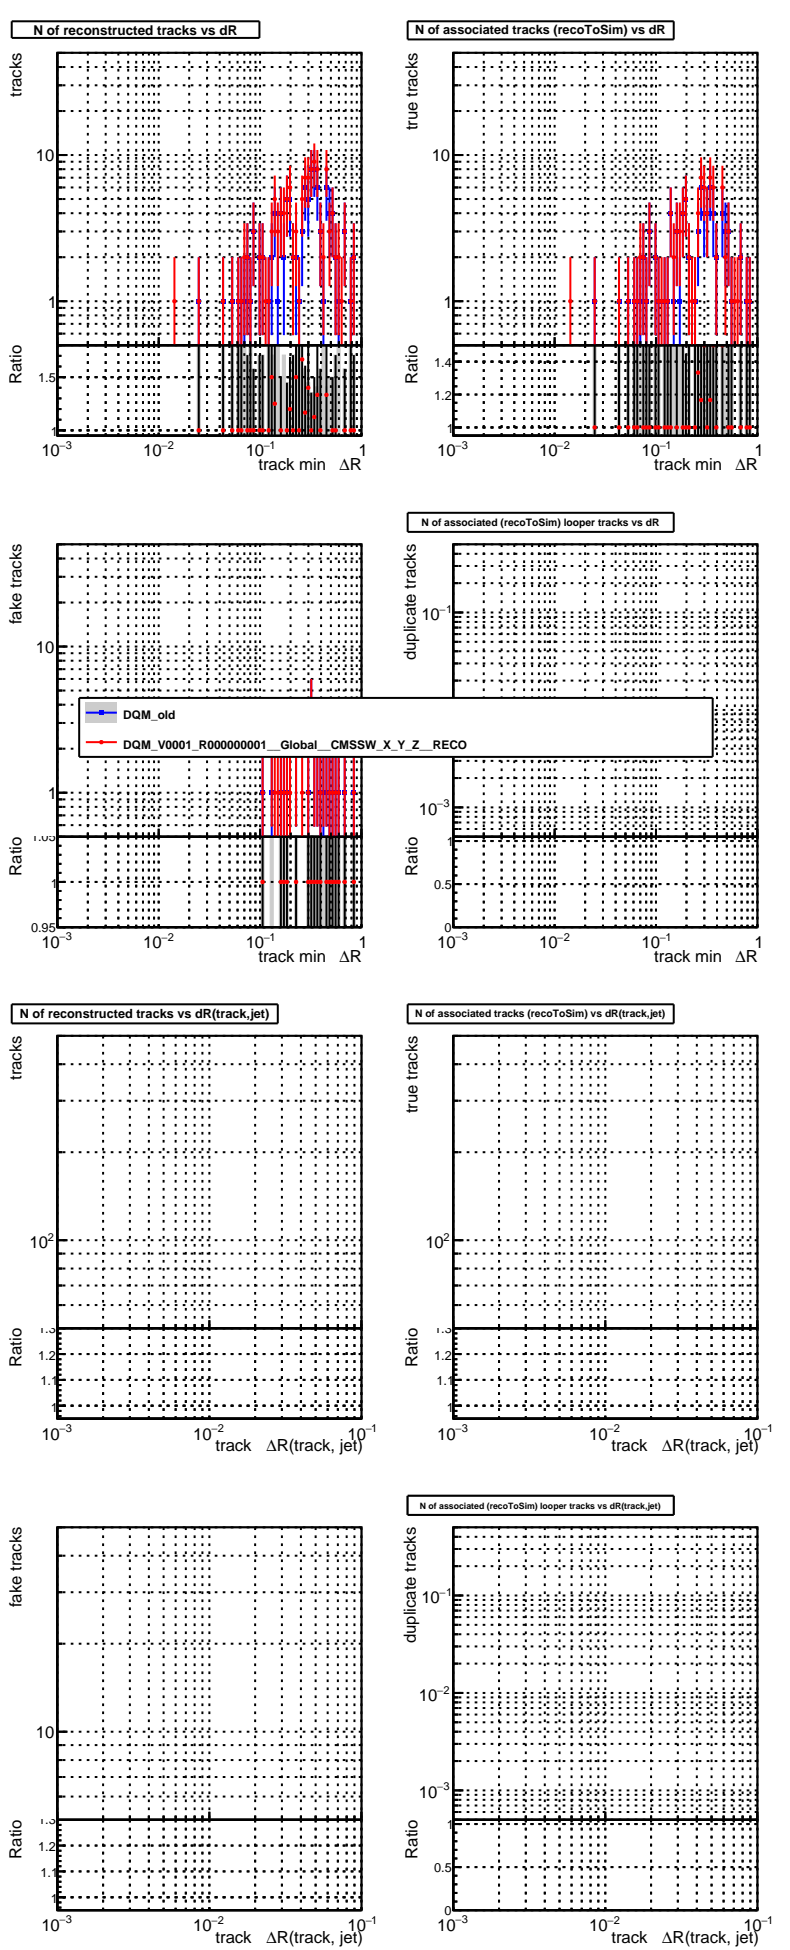 N of reconstructed tracks vs dR
N of associated tracks (recoToSim) vs dR
tracks
10
1
Ratio
1.5
1
10−3
10−2
10−1
1
track min ΔR
true tracks
10
1
Ratio
1.4
1.2
1
10−3
10−2
10−1
1
track min ΔR
N of associated (recoToSim) looper tracks vs dR
fake tracks
10
1
Ratio
1.05
1
0.95
10−3
10−2
10−1
1
track min ΔR
duplicate tracks
10−1
10−3
Ratio
1
0.5
0
10−3
10−2
10−1
1
track min ΔR
DQM_old
DQM_V0001_R000000001__Global__CMSSW_X_Y_Z__RECO
N of reconstructed tracks vs dR(track,jet)
N of associated tracks (recoToSim) vs dR(track,jet)
tracks
102
Ratio
1.3
1.2
1.1
1
10−3
10−2
10−1
track ΔR(track, jet)
true tracks
102
Ratio
1.3
1.2
1.1
1
10−3
10−2
10−1
track ΔR(track, jet)
N of associated (recoToSim) looper tracks vs dR(track,jet)
fake tracks
10
Ratio
1.3
1.2
1.1
1
10−3
10−2
10−1
track ΔR(track, jet)
duplicate tracks
10−1
10−2
10−3
Ratio
1
0.5
0
10−3
10−2
10−1
track ΔR(track, jet)